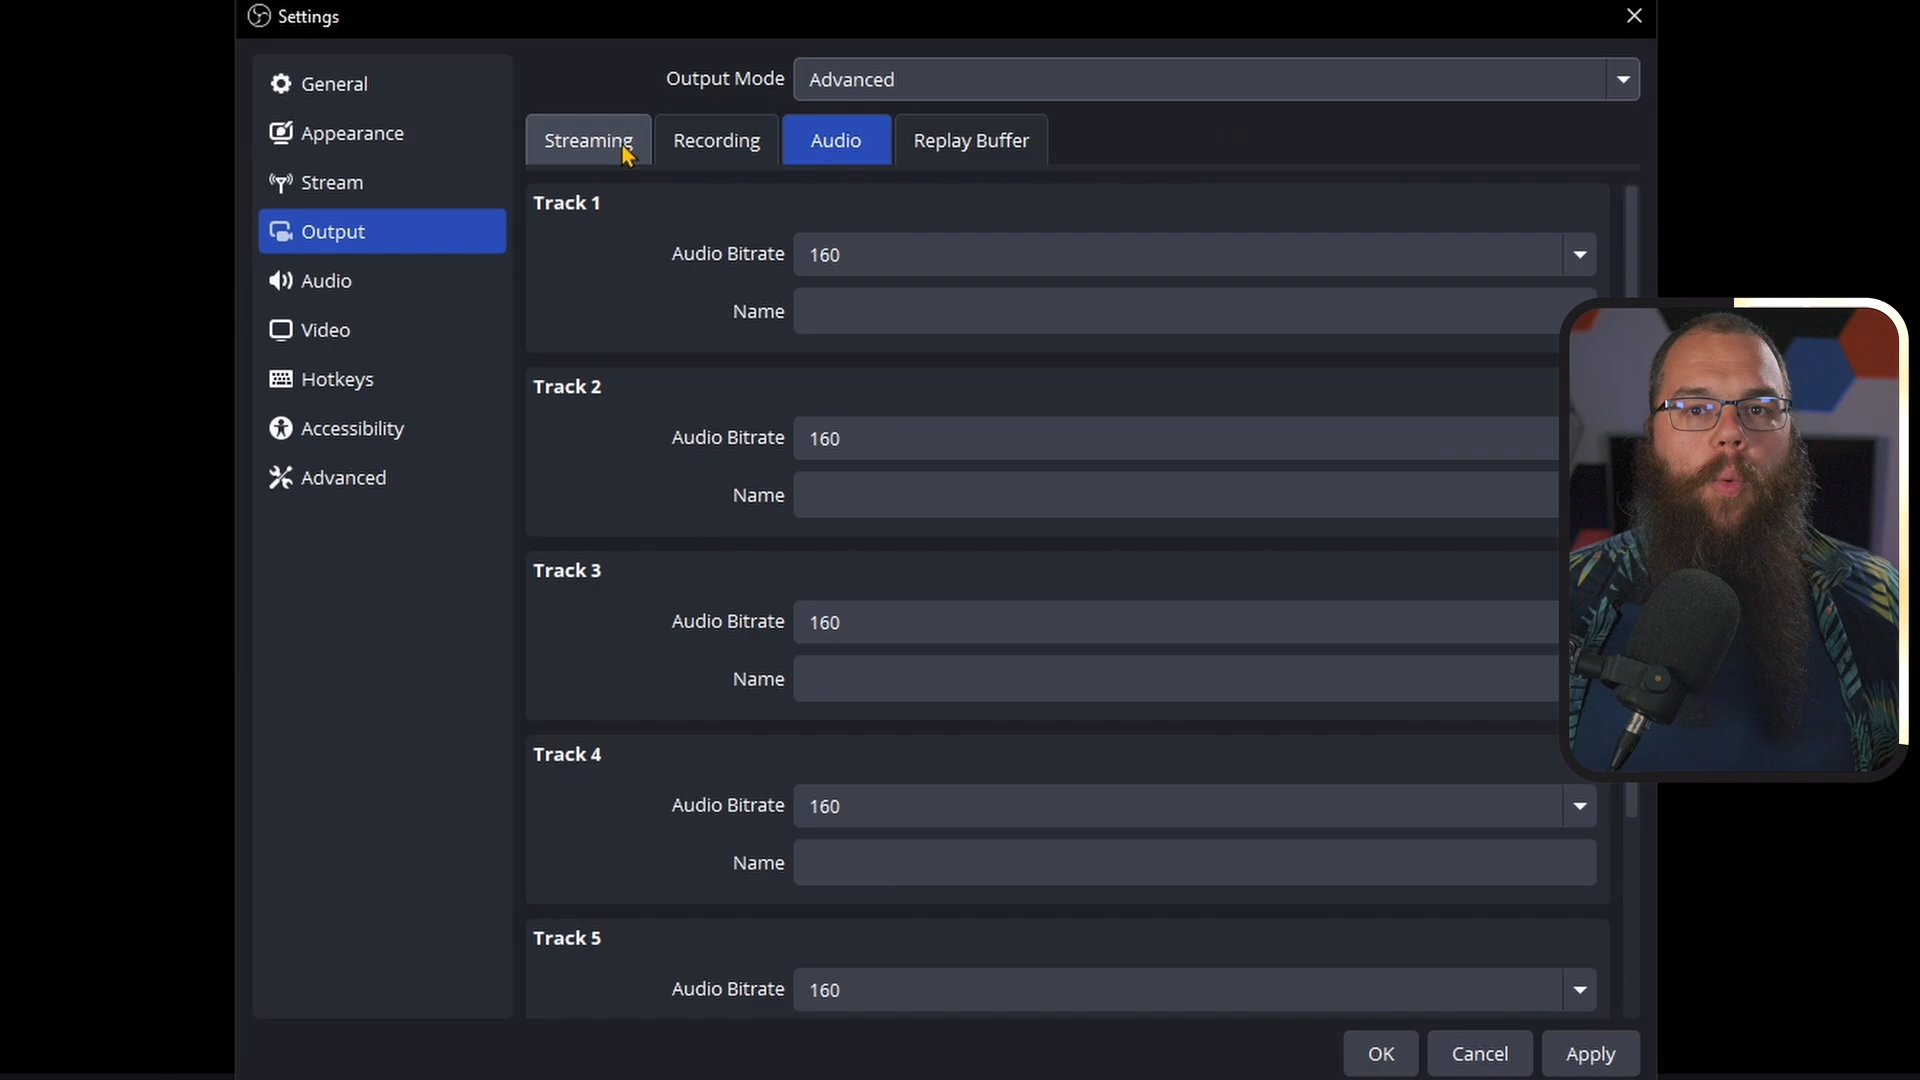 Settings
General
Appearance
Stream
Output
Audio
Video
Hotkeys
Accessibility
Advanced
Output Mode Advanced
Streaming Recording Audio Replay Buffer
Track 1
Audio Bitrate 160
Name
Track 2
Audio Bitrate 160
Name
Track 3
Audio Bitrate 160
Name
Track 4
Audio Bitrate 160
Name
Track 5
Audio Bitrate 160
OK Cancel Apply